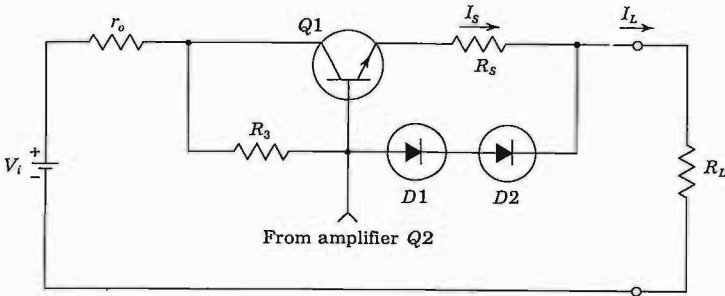 r_o
Q1
I_S
I_L
R_S
R_3
V_i
+
−
D1
D2
R_L
From amplifier Q2